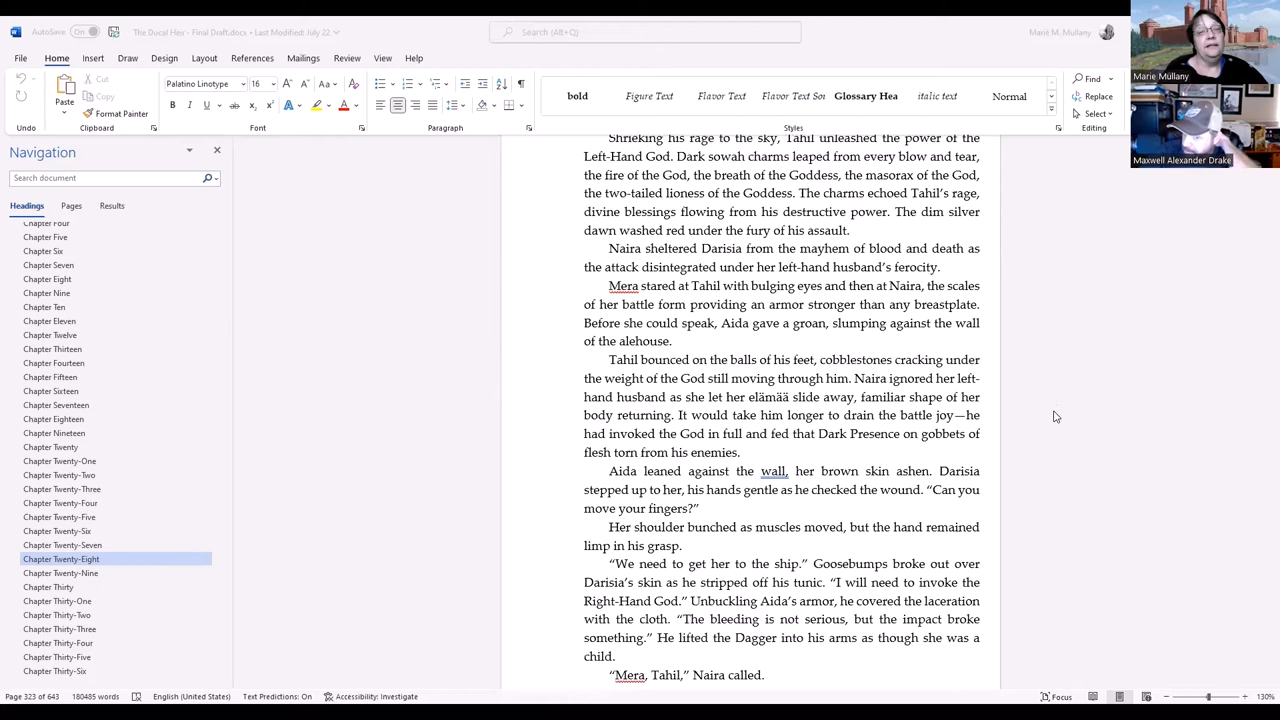 AutoSave
On
The Ducal Hex - Final Draft.docx • Last Modified: July 22
Search (Alt+Q)
Marie M. Mullany
File Home Insert Draw Design Layout References Mailings Review View Help
Marie Mullany
Maxwell Alexander Drake
Cut
Copy
Format Painter
Paste
Palatino Linotype 16
Undo Clipboard Font Paragraph Styles Editing
bold Figure Text Flavor Text Flavor Text Son Glossary Hea italic text Normal
Find
Replace
Select
Navigation
Search document
Headings Pages Results
Chapter Four
Chapter Five
Chapter Six
Chapter Seven
Chapter Eight
Chapter Nine
Chapter Ten
Chapter Eleven
Chapter Twelve
Chapter Thirteen
Chapter Fourteen
Chapter Fifteen
Chapter Sixteen
Chapter Seventeen
Chapter Eighteen
Chapter Nineteen
Chapter Twenty
Chapter Twenty-One
Chapter Twenty-Two
Chapter Twenty-Three
Chapter Twenty-Four
Chapter Twenty-Five
Chapter Twenty-Six
Chapter Twenty-Seven
Chapter Twenty-Eight
Chapter Twenty-Nine
Chapter Thirty
Chapter Thirty-One
Chapter Thirty-Two
Chapter Thirty-Three
Chapter Thirty-Four
Chapter Thirty-Five
Chapter Thirty-Six
Shrieking his rage to the sky, Tahil unleashed the power of the
Left-Hand God. Dark sowah charms leaped from every blow and tear,
the fire of the God, the breath of the Goddess, the masorax of the God,
the two-tailed lioness of the Goddess. The charms echoed Tahil's rage,
divine blessings flowing from his destructive power. The dim silver
dawn washed red under the fury of his assault.
Naira sheltered Darisia from the mayhem of blood and death as
the attack disintegrated under her left-hand husband's ferocity.
Mera stared at Tahil with bulging eyes and then at Naira, the scales
of her battle form providing an armor stronger than any breastplate.
Before she could speak, Aida gave a groan, slumping against the wall
of the alehouse.
Tahil bounced on the balls of his feet, cobblestones cracking under
the weight of the God still moving through him. Naira ignored her left-
hand husband as she let her elämää slide away, familiar shape of her
body returning. It would take him longer to drain the battle joy—he
had invoked the God in full and fed that Dark Presence on gobbets of
flesh torn from his enemies.
Aida leaned against the wall, her brown skin ashen. Darisia
stepped up to her, his hands gentle as he checked the wound. “Can you
move your fingers?”
Her shoulder bunched as muscles moved, but the hand remained
limp in his grasp.
“We need to get her to the ship.” Goosebumps broke out over
Darisia's skin as he stripped off his tunic. “I will need to invoke the
Right-Hand God.” Unbuckling Aida's armor, he covered the laceration
with the cloth. “The bleeding is not serious, but the impact broke
something.” He lifted the Dagger into his arms as though she was a
child.
“Mera, Tahil,” Naira called.
Page 323 of 643 180485 words English (United States) Text Predictions: On Accessibility: Investigate Focus 130%